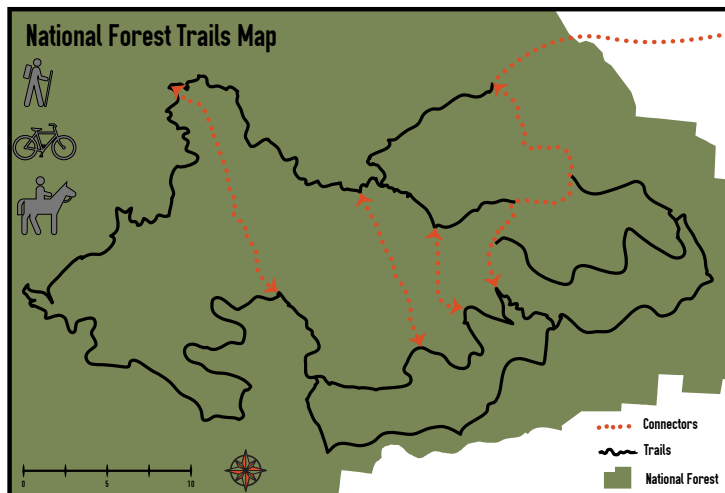 National Forest Trails Map
Connectors
Trails
National Forest
0 5 10